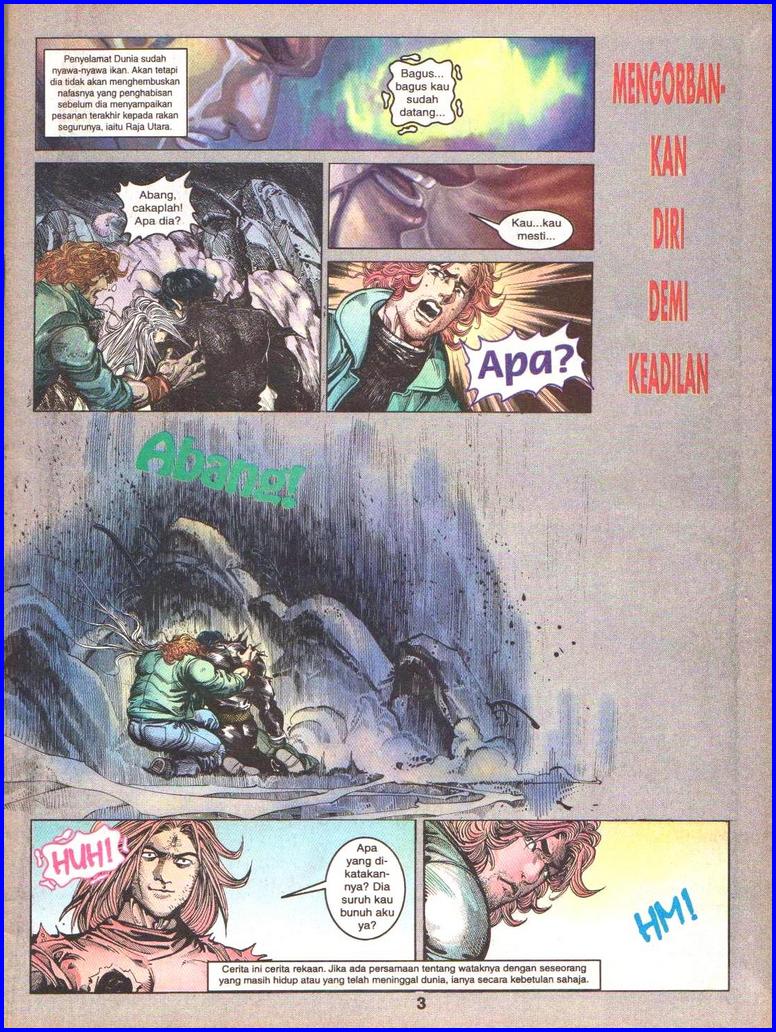 Penyelamat Dunia sudah
nyawa-nyawa ikan. Akan tetapi
dia tidak akan menghembuskan
nafasnya yang penghabisan
sebelum dia menyampaikan
pesanan terakhir kepada rakan
segurunya, iaitu Raja Utara.
Bagus...
bagus kau
sudah
datang...
MENGORBAN-
KAN
DIRI
DEMI
KEADILAN
Abang,
cakaplah!
Apa dia?
Kau...kau
mesti...
Apa?
Abang!
HUH!
Apa
yang di-
katakan-
nya? Dia
suruh kau
bunuh aku
ya?
HM!
Cerita ini cerita rekaan. Jika ada persamaan tentang wataknya dengan seseorang
yang masih hidup atau yang telah meninggal dunia, ianya secara kebetulan sahaja.
3